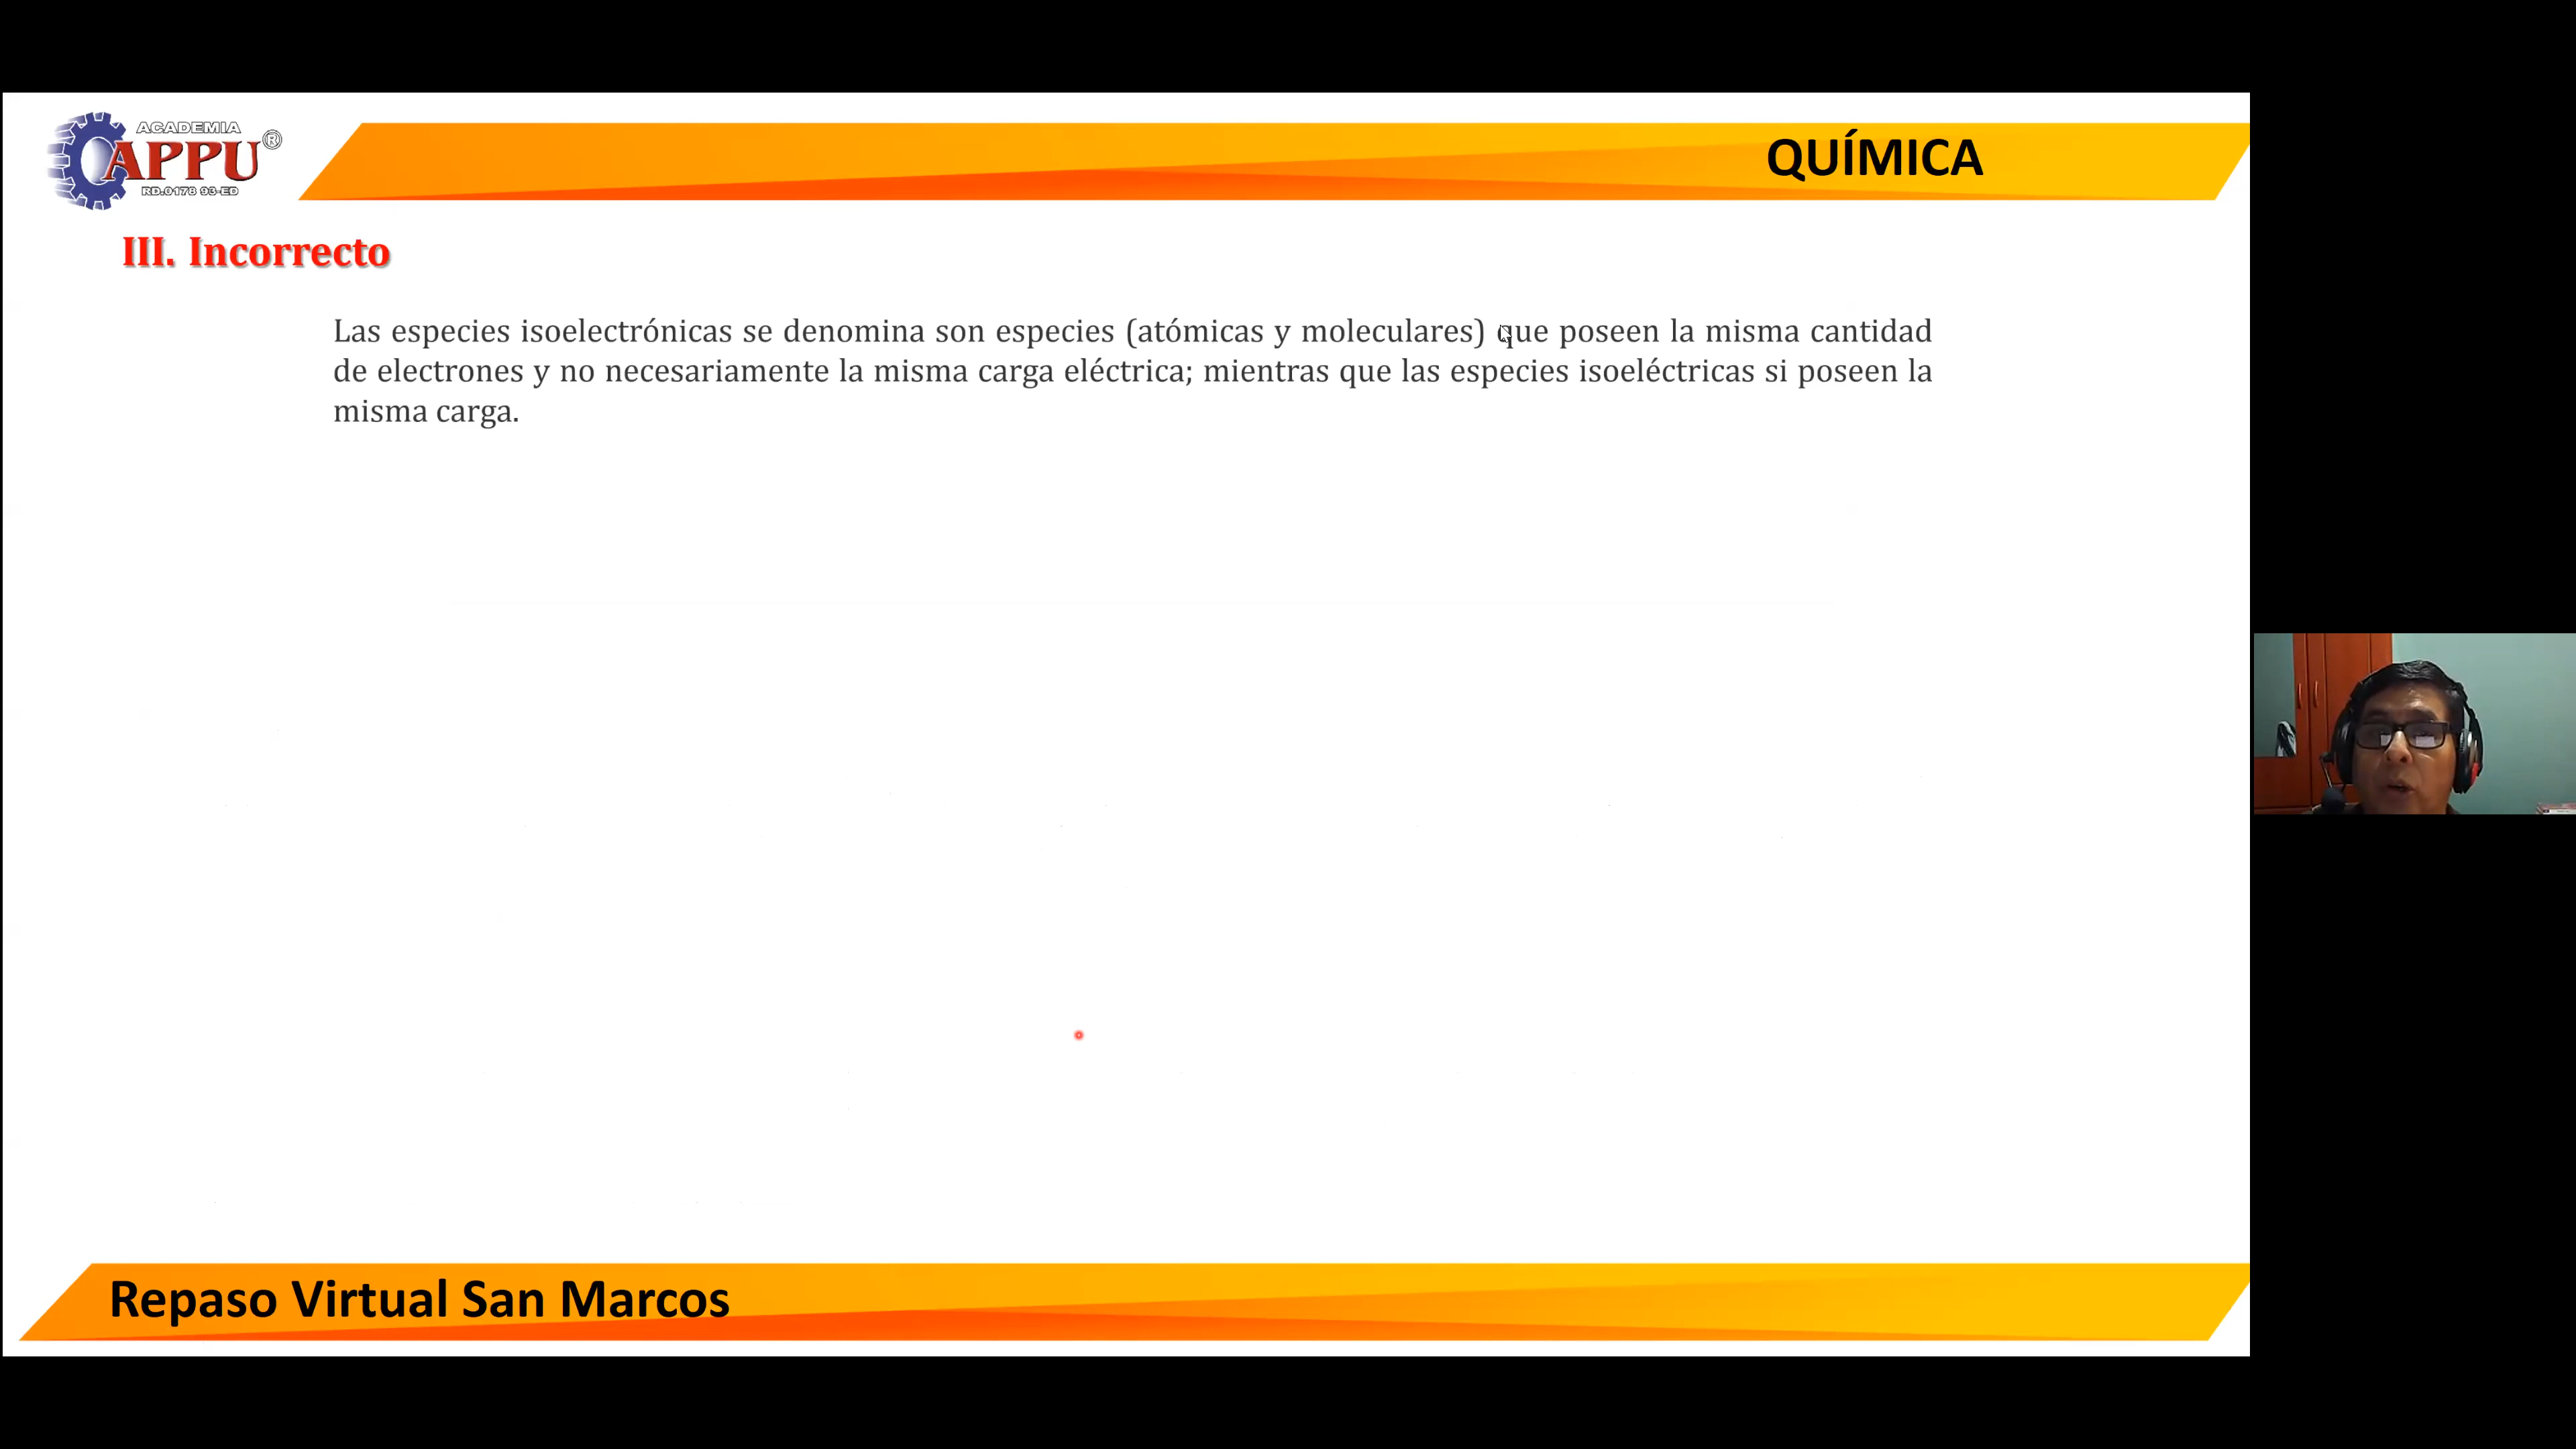 ACADEMIA
APPU®
RD.0178 93-ED
QUÍMICA
III. Incorrecto
Las especies isoelectrónicas se denomina son especies (atómicas y moleculares) que poseen la misma cantidad
de electrones y no necesariamente la misma carga eléctrica; mientras que las especies isoeléctricas si poseen la
misma carga.
Repaso Virtual San Marcos